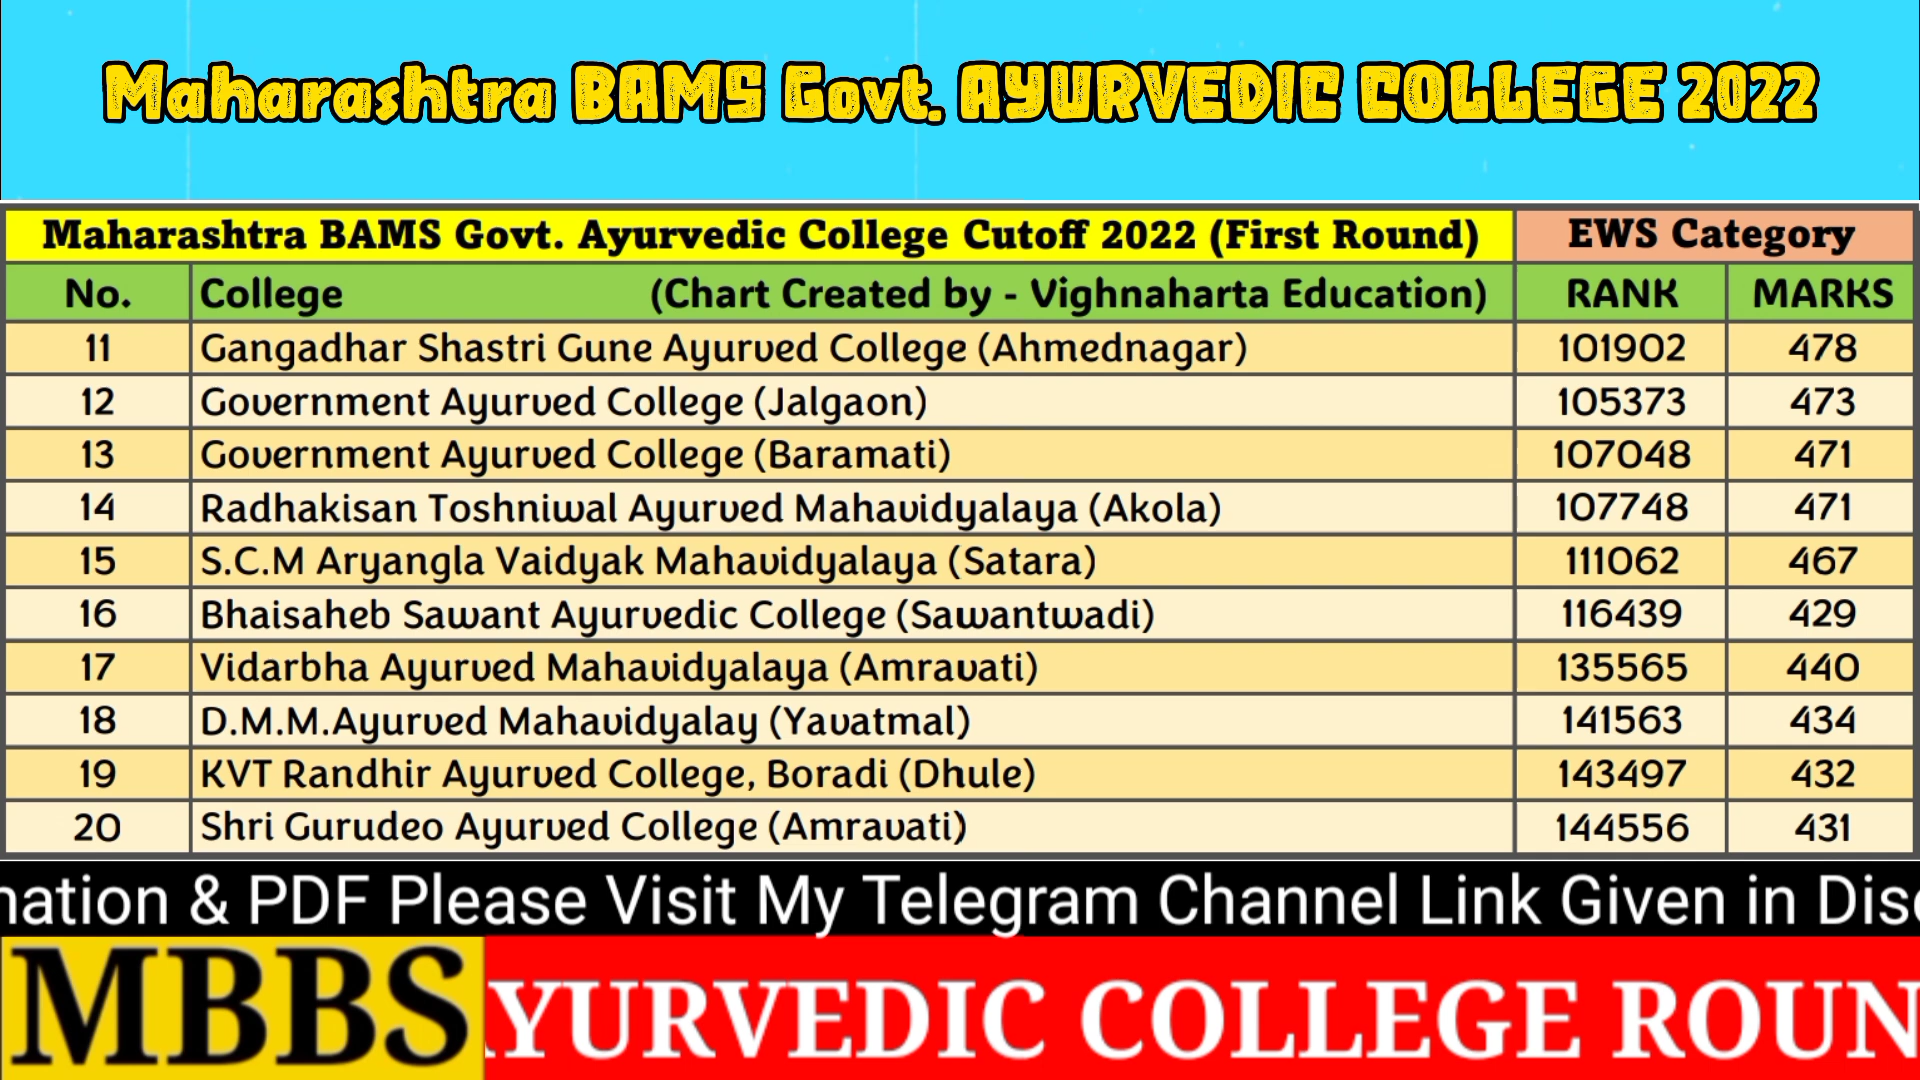 Maharashtra BAMS Govt. AYURVEDIC COLLEGE 2022
Maharashtra BAMS Govt. Ayurvedic College Cutoff 2022 (First Round) EWS Category
No. College (Chart Created by - Vighnaharta Education) RANK MARKS
11 Gangadhar Shastri Gune Ayurved College (Ahmednagar) 101902 478
12 Government Ayurved College (Jalgaon) 105373 473
13 Government Ayurved College (Baramati) 107048 471
14 Radhakisan Toshniwal Ayurved Mahavidyalaya (Akola) 107748 471
15 S.C.M Aryangla Vaidyak Mahavidyalaya (Satara) 111062 467
16 Bhaisaheb Sawant Ayurvedic College (Sawantwadi) 116439 429
17 Vidarbha Ayurved Mahavidyalaya (Amravati) 135565 440
18 D.M.M.Ayurved Mahavidyalay (Yavatmal) 141563 434
19 KVT Randhir Ayurved College, Boradi (Dhule) 143497 432
20 Shri Gurudeo Ayurved College (Amravati) 144556 431
mation & PDF Please Visit My Telegram Channel Link Given in Disc
MBBS YURVEDIC COLLEGE ROUN